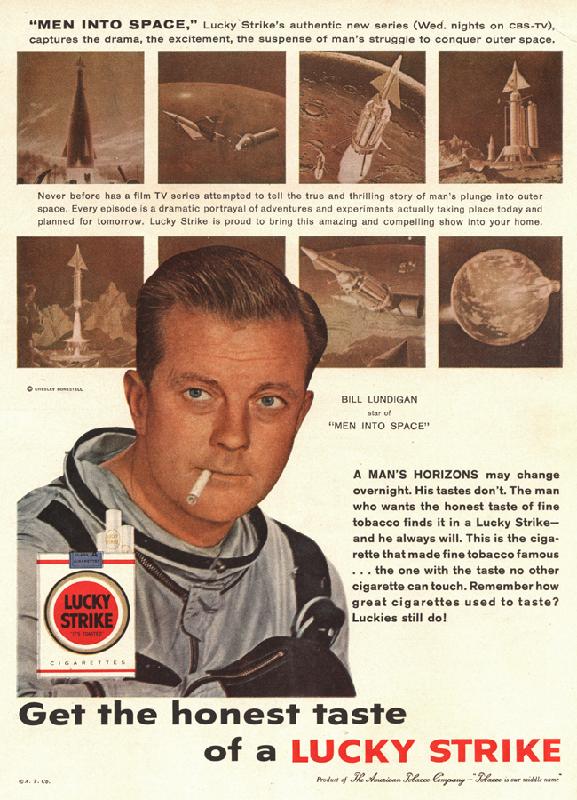 "MEN INTO SPACE," Lucky Strike's authentic new series (Wed. nights on CBS-TV),
captures the drama, the excitement, the suspense of man's struggle to conquer outer space.
Never before has a film TV series attempted to tell the true and thrilling story of man's plunge into outer
space. Every episode is a dramatic portrayal of adventures and experiments actually taking place today and
planned for tomorrow. Lucky Strike is proud to bring this amazing and compelling show into your home.
© CHESLEY BONESTELL
BILL LUNDIGAN
star of
"MEN INTO SPACE"
A MAN'S HORIZONS may change
overnight. His tastes don't. The man
who wants the honest taste of fine
tobacco finds it in a Lucky Strike—
and he always will. This is the ciga-
rette that made fine tobacco famous
. . . the one with the taste no other
cigarette can touch. Remember how
great cigarettes used to taste?
Luckies still do!
LUCKY
STRIKE
"IT'S TOASTED"
CIGARETTES
Get the honest taste
of a LUCKY STRIKE
©A. T. Co.
Product of The American Tobacco Company — "Tobacco is our middle name"